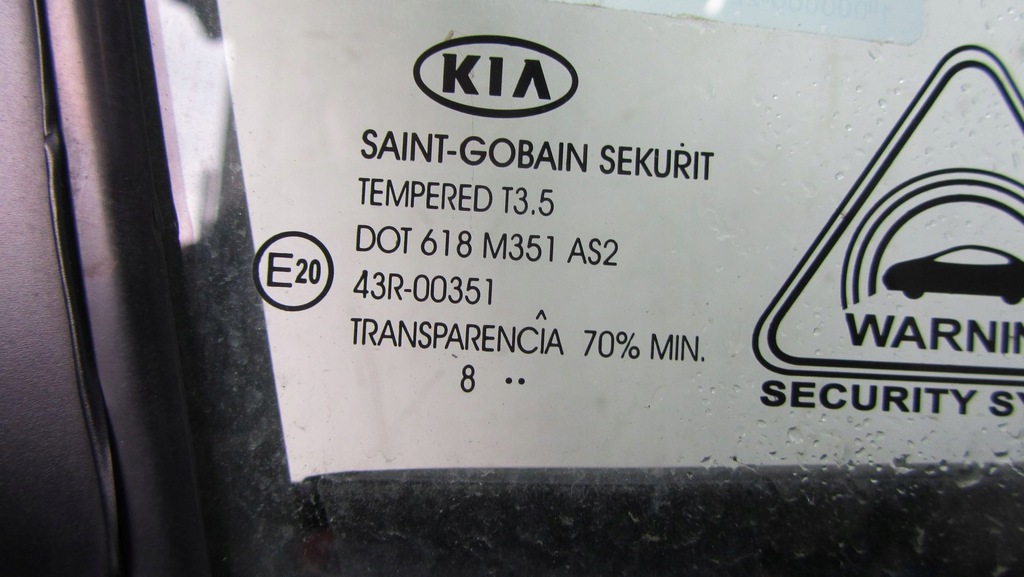 KIA
SAINT-GOBAIN SEKURIT
TEMPERED T3.5
DOT 618 M351 AS2
E20
43R-00351
TRANSPARENCÎA 70% MIN.
8 ··
WARNIN
SECURITY SY